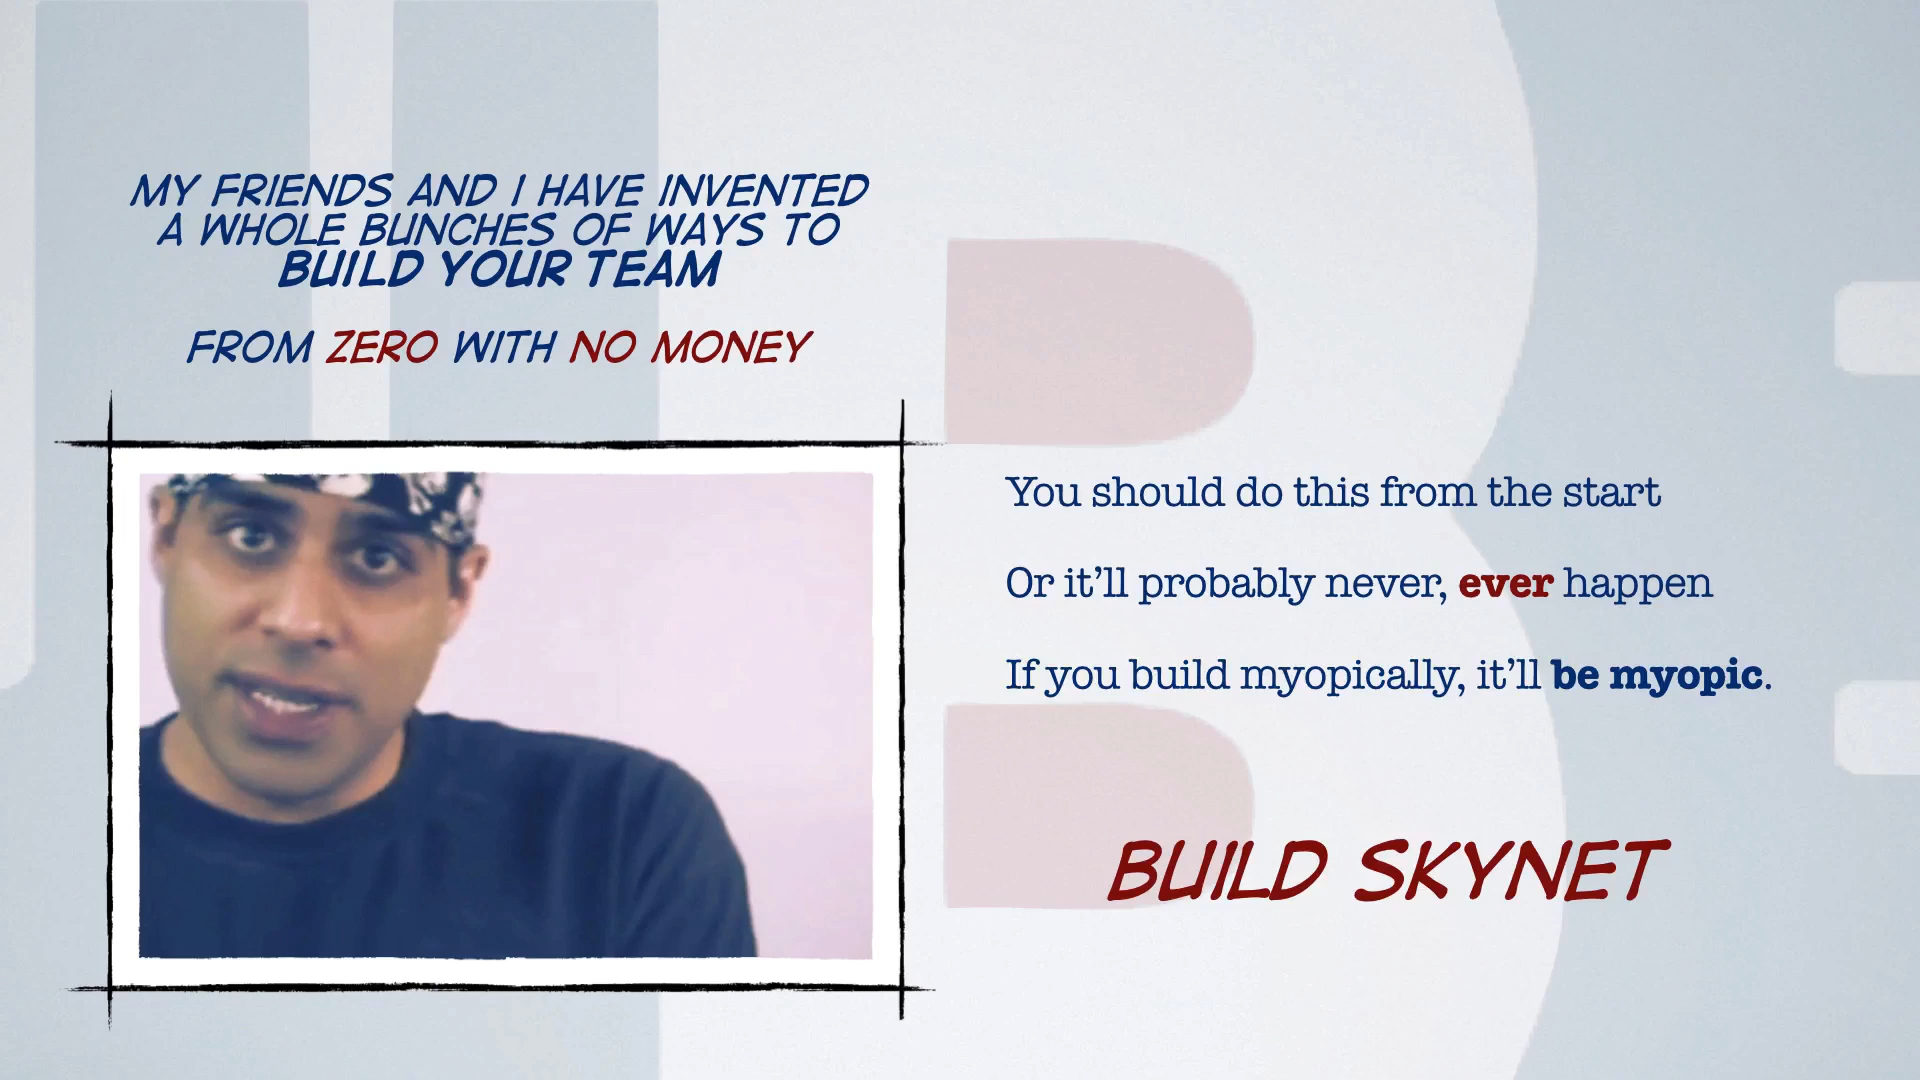 MY FRIENDS AND I HAVE INVENTED
A WHOLE BUNCHES OF WAYS TO
BUILD YOUR TEAM
FROM ZERO WITH NO MONEY
You should do this from the start
Or it’ll probably never, ever happen
If you build myopically, it’ll be myopic.
BUILD SKYNET